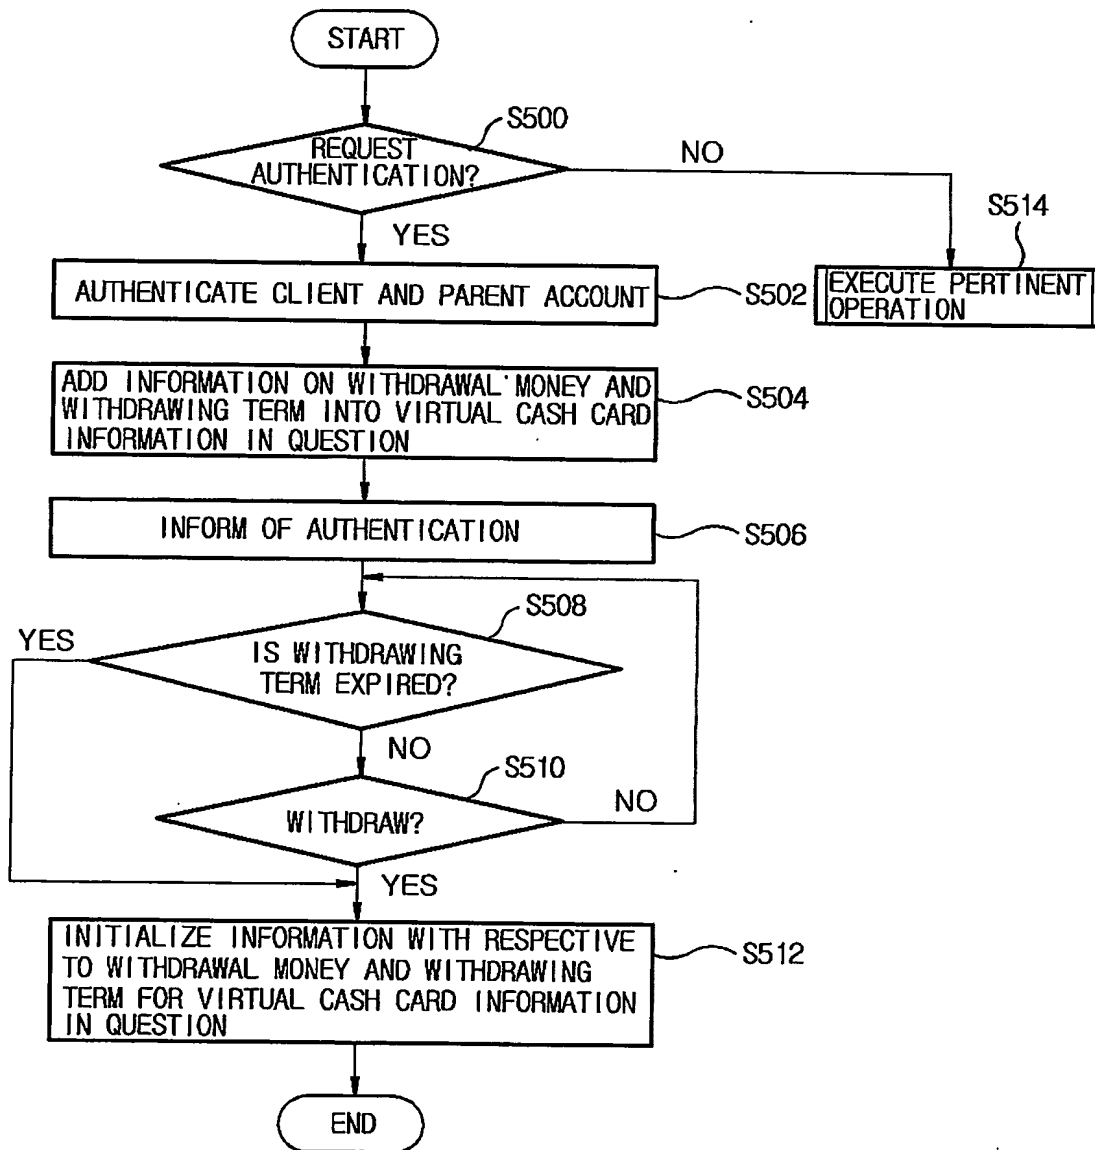 START
S500
REQUEST
AUTHENTICATION?
NO
YES
S514
EXECUTE PERTINENT
OPERATION
AUTHENTICATE CLIENT AND PARENT ACCOUNT
S502
ADD INFORMATION ON WITHDRAWAL MONEY AND
WITHDRAWING TERM INTO VIRTUAL CASH CARD
INFORMATION IN QUESTION
S504
INFORM OF AUTHENTICATION
S506
S508
YES
IS WITHDRAWING
TERM EXPIRED?
NO
S510
WITHDRAW?
NO
YES
INITIALIZE INFORMATION WITH RESPECTIVE
TO WITHDRAWAL MONEY AND WITHDRAWING
TERM FOR VIRTUAL CASH CARD INFORMATION
IN QUESTION
S512
END